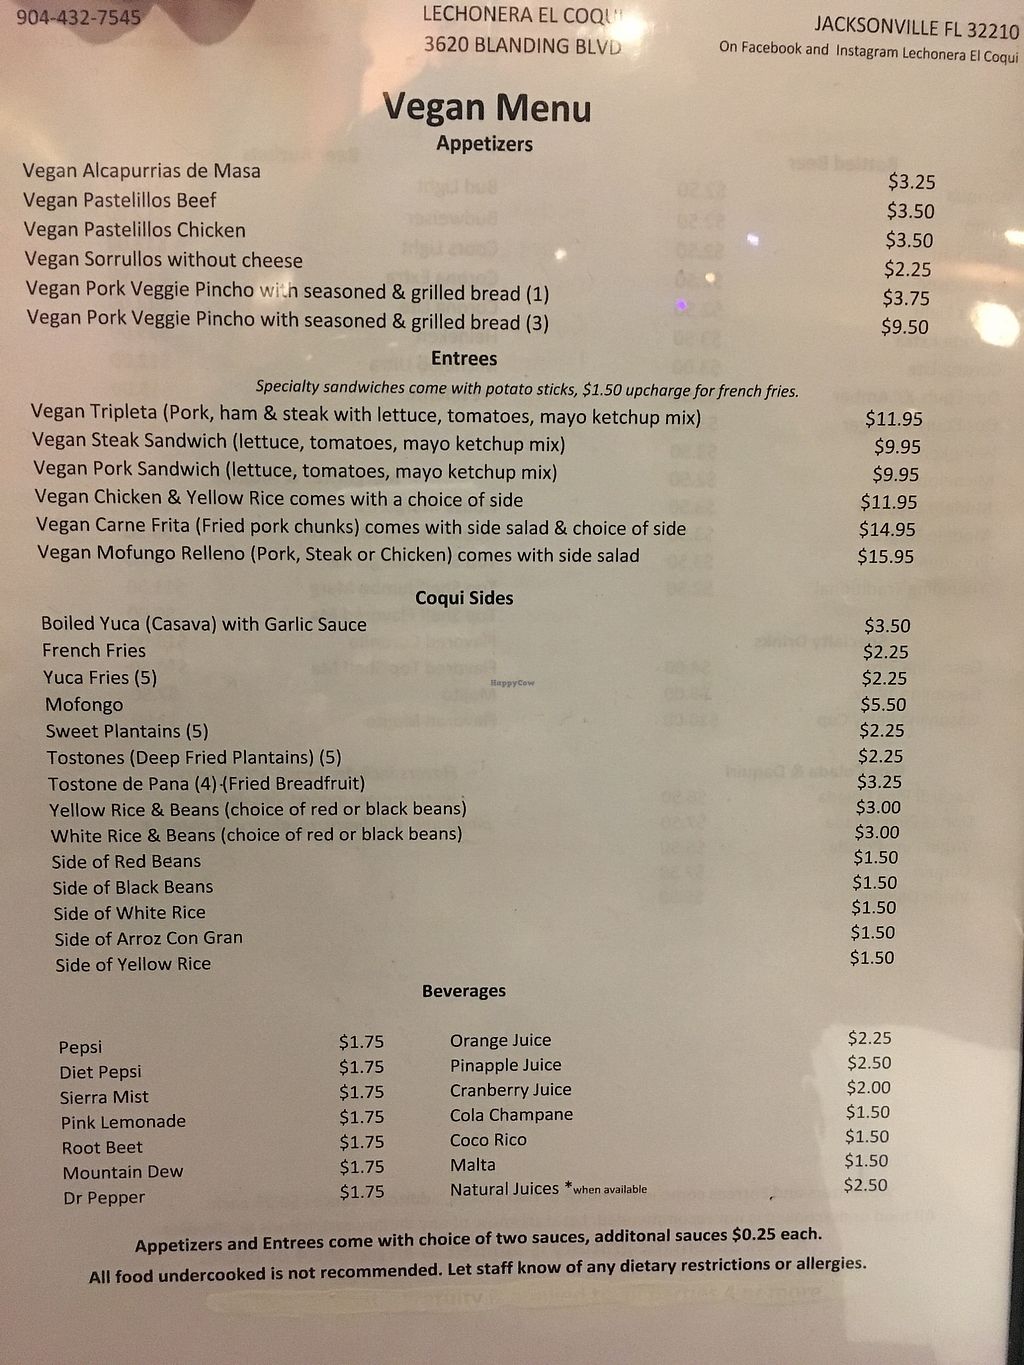 904-432-7545 LECHONERA EL COQUI JACKSONVILLE FL 32210
3620 BLANDING BLVD On Facebook and Instagram Lechonera El Coqui
Vegan Menu
Appetizers
Vegan Alcapurrias de Masa $3.25
Vegan Pastelillos Beef $3.50
Vegan Pastelillos Chicken $3.50
Vegan Sorrullos without cheese $2.25
Vegan Pork Veggie Pincho with seasoned & grilled bread (1) $3.75
Vegan Pork Veggie Pincho with seasoned & grilled bread (3) $9.50
Entrees
Specialty sandwiches come with potato sticks, $1.50 upcharge for french fries.
Vegan Tripleta (Pork, ham & steak with lettuce, tomatoes, mayo ketchup mix) $11.95
Vegan Steak Sandwich (lettuce, tomatoes, mayo ketchup mix) $9.95
Vegan Pork Sandwich (lettuce, tomatoes, mayo ketchup mix) $9.95
Vegan Chicken & Yellow Rice comes with a choice of side $11.95
Vegan Carne Frita (Fried pork chunks) comes with side salad & choice of side $14.95
Vegan Mofungo Relleno (Pork, Steak or Chicken) comes with side salad $15.95
Coqui Sides
Boiled Yuca (Casava) with Garlic Sauce $3.50
French Fries $2.25
Yuca Fries (5) $2.25
Mofongo $5.50
Sweet Plantains (5) $2.25
Tostones (Deep Fried Plantains) (5) $2.25
Tostone de Pana (4)-(Fried Breadfruit) $3.25
Yellow Rice & Beans (choice of red or black beans) $3.00
White Rice & Beans (choice of red or black beans) $3.00
Side of Red Beans $1.50
Side of Black Beans $1.50
Side of White Rice $1.50
Side of Arroz Con Gran $1.50
Side of Yellow Rice $1.50
Beverages
Pepsi $1.75 Orange Juice $2.25
Diet Pepsi $1.75 Pinapple Juice $2.50
Sierra Mist $1.75 Cranberry Juice $2.00
Pink Lemonade $1.75 Cola Champane $1.50
Root Beet $1.75 Coco Rico $1.50
Mountain Dew $1.75 Malta $1.50
Dr Pepper $1.75 Natural Juices *when available $2.50
Appetizers and Entrees come with choice of two sauces, additonal sauces $0.25 each.
All food undercooked is not recommended. Let staff know of any dietary restrictions or allergies.
HappyCow